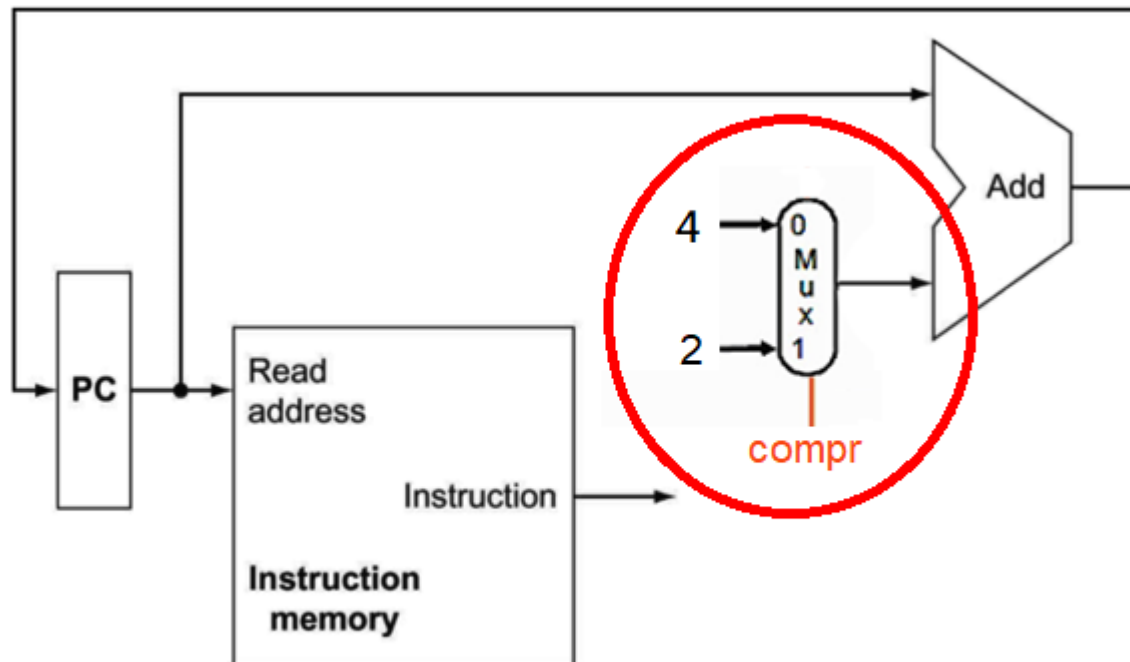 Add
4
0
M
u
x
1
2
compr
PC
Read
address
Instruction
Instruction
memory